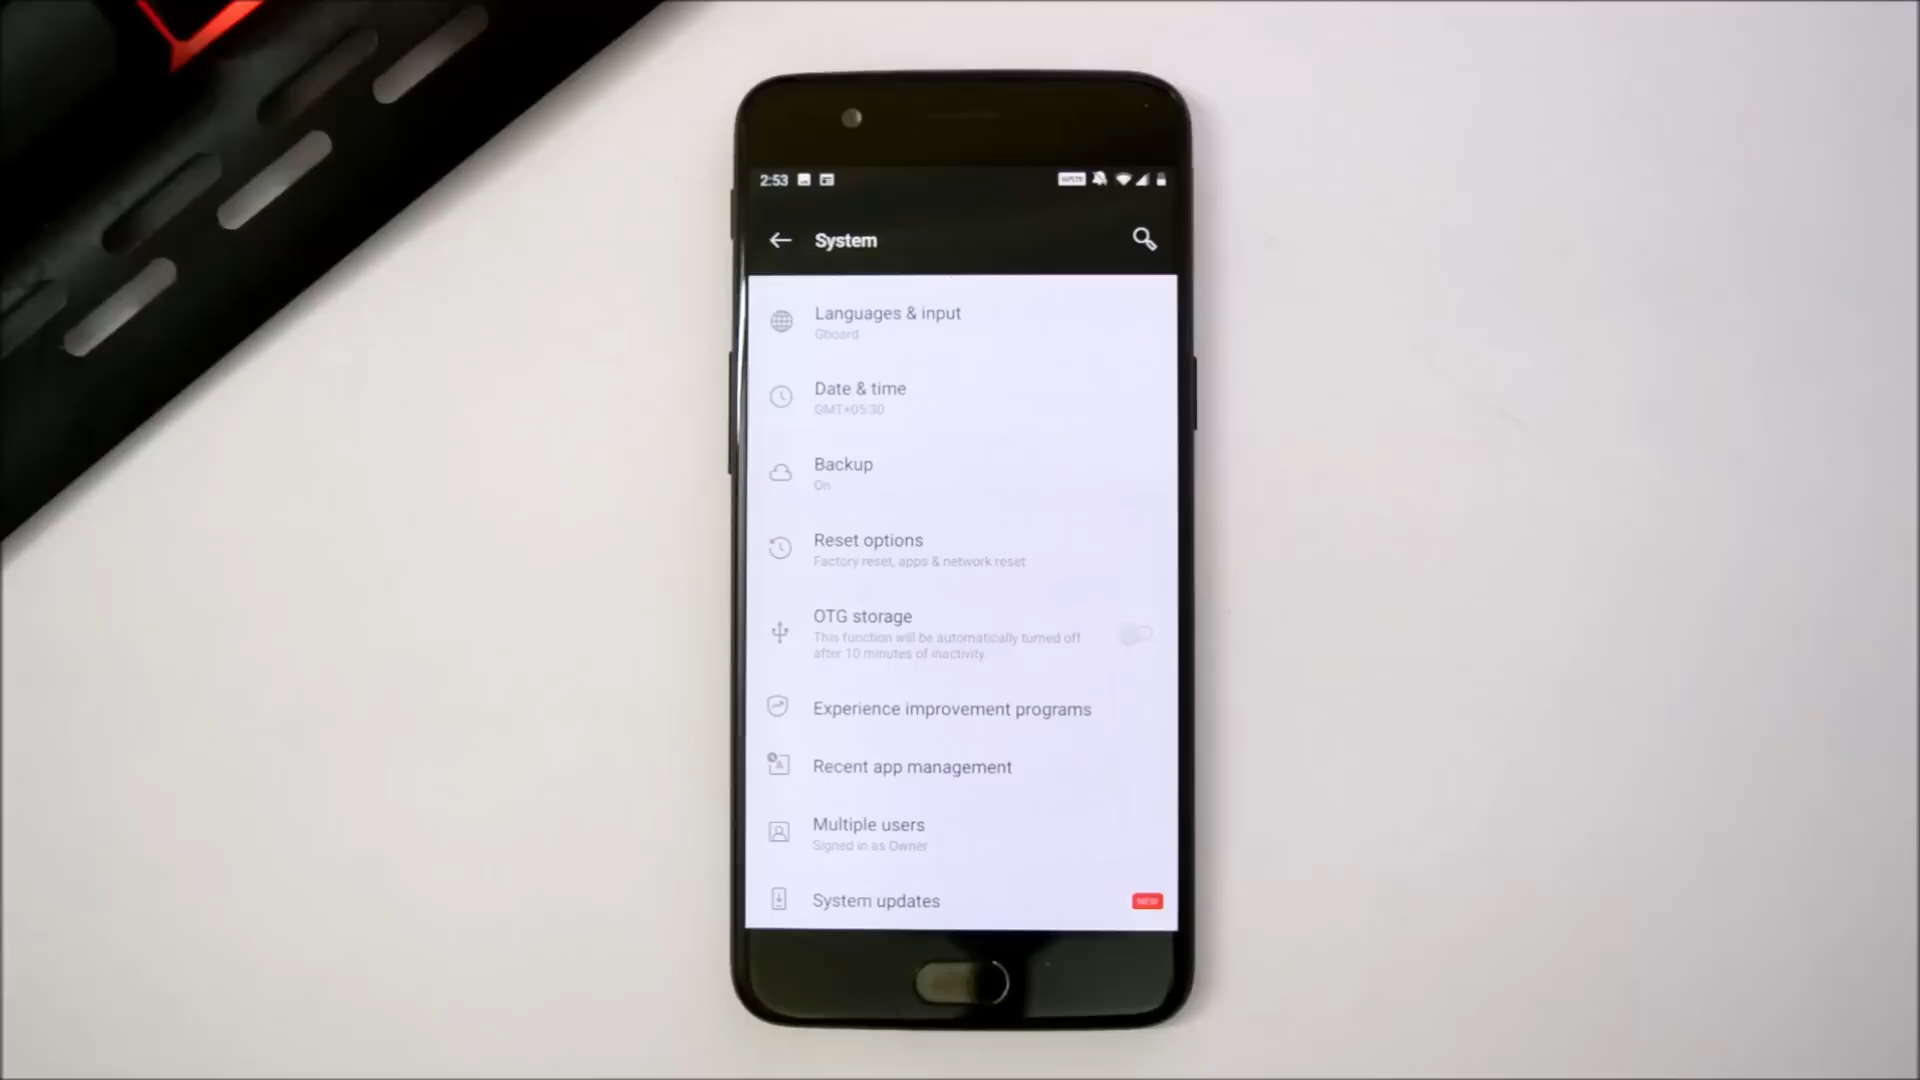 2:53
System
Languages & input
Gboard
Date & time
GMT+05:30
Backup
On
Reset options
Factory reset, apps & network reset
OTG storage
This function will be automatically turned off
after 10 minutes of inactivity.
Experience improvement programs
Recent app management
Multiple users
Signed in as Owner
System updates
NEW